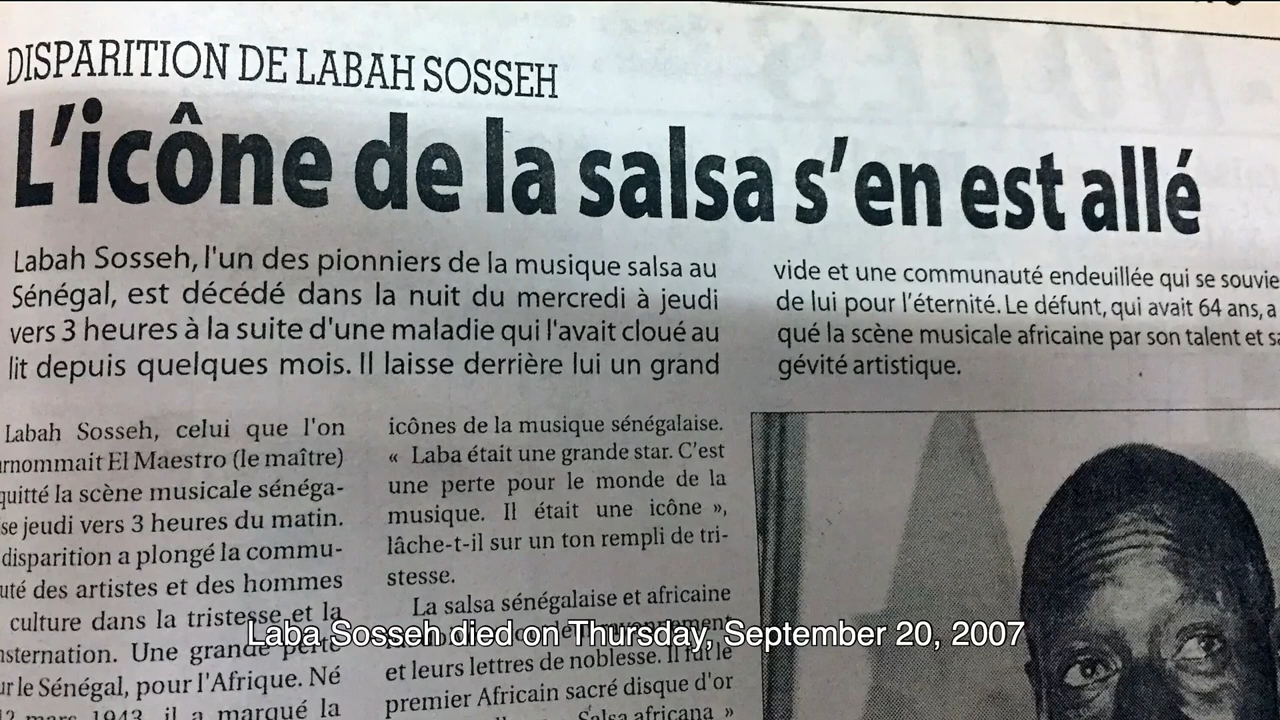 DISPARITION DE LABAH SOSSEH
L'icône de la salsa s'en est allé
Labah Sosseh, l'un des pionniers de la musique salsa au
Sénégal, est décédé dans la nuit du mercredi à jeudi
vers 3 heures à la suite d'une maladie qui l'avait cloué au
lit depuis quelques mois. Il laisse derrière lui un grand
vide et une communauté endeuillée qui se souvie
de lui pour l'éternité. Le défunt, qui avait 64 ans, a
qué la scène musicale africaine par son talent et sa
gévité artistique.
Labah Sosseh, celui que l'on
rnommait El Maestro (le maître)
quitté la scène musicale sénéga-
se jeudi vers 3 heures du matin.
disparition a plongé la commu-
uté des artistes et des hommes
culture dans la tristesse et la
nsternation. Une grande perte
ur le Sénégal, pour l'Afrique. Né
12 mars 1943, il a marqué la
icônes de la musique sénégalaise.
« Laba était une grande star. C'est
une perte pour le monde de la
musique. Il était une icône »,
lâche-t-il sur un ton rempli de tri-
stesse.
La salsa sénégalaise et africaine
et leurs lettres de noblesse. Il fut le
premier Africain sacré disque d'or
Salsa africana »
Laba Sosseh died on Thursday, September 20, 2007